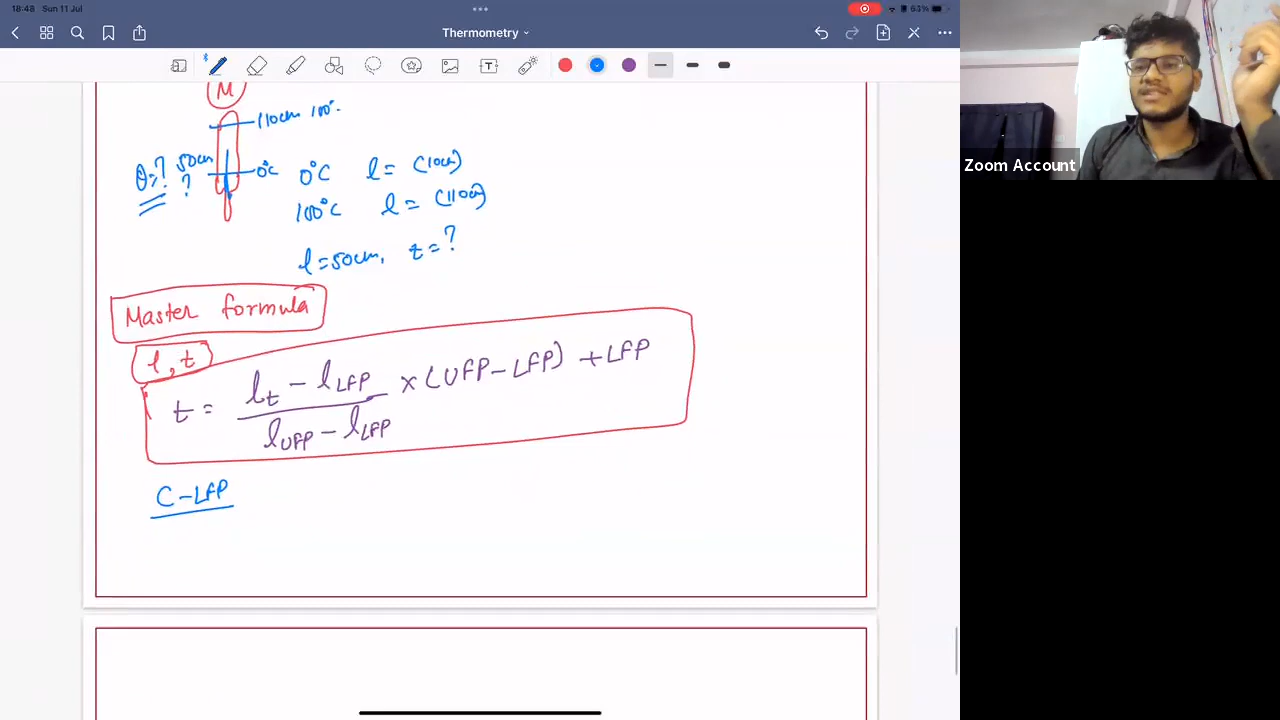 18:48 Sun 11 Jul
63%
Thermometry
M
110cm 100°
θ=? 50cm
?
0°C
0°C l = (10cm)
100°C l = (110cm)
l = 50cm, t = ?
Master formula
l, t
t = l_t - l_LFP / l_UFP - l_LFP × (UFP - LFP) + LFP
C - LFP
Zoom Account